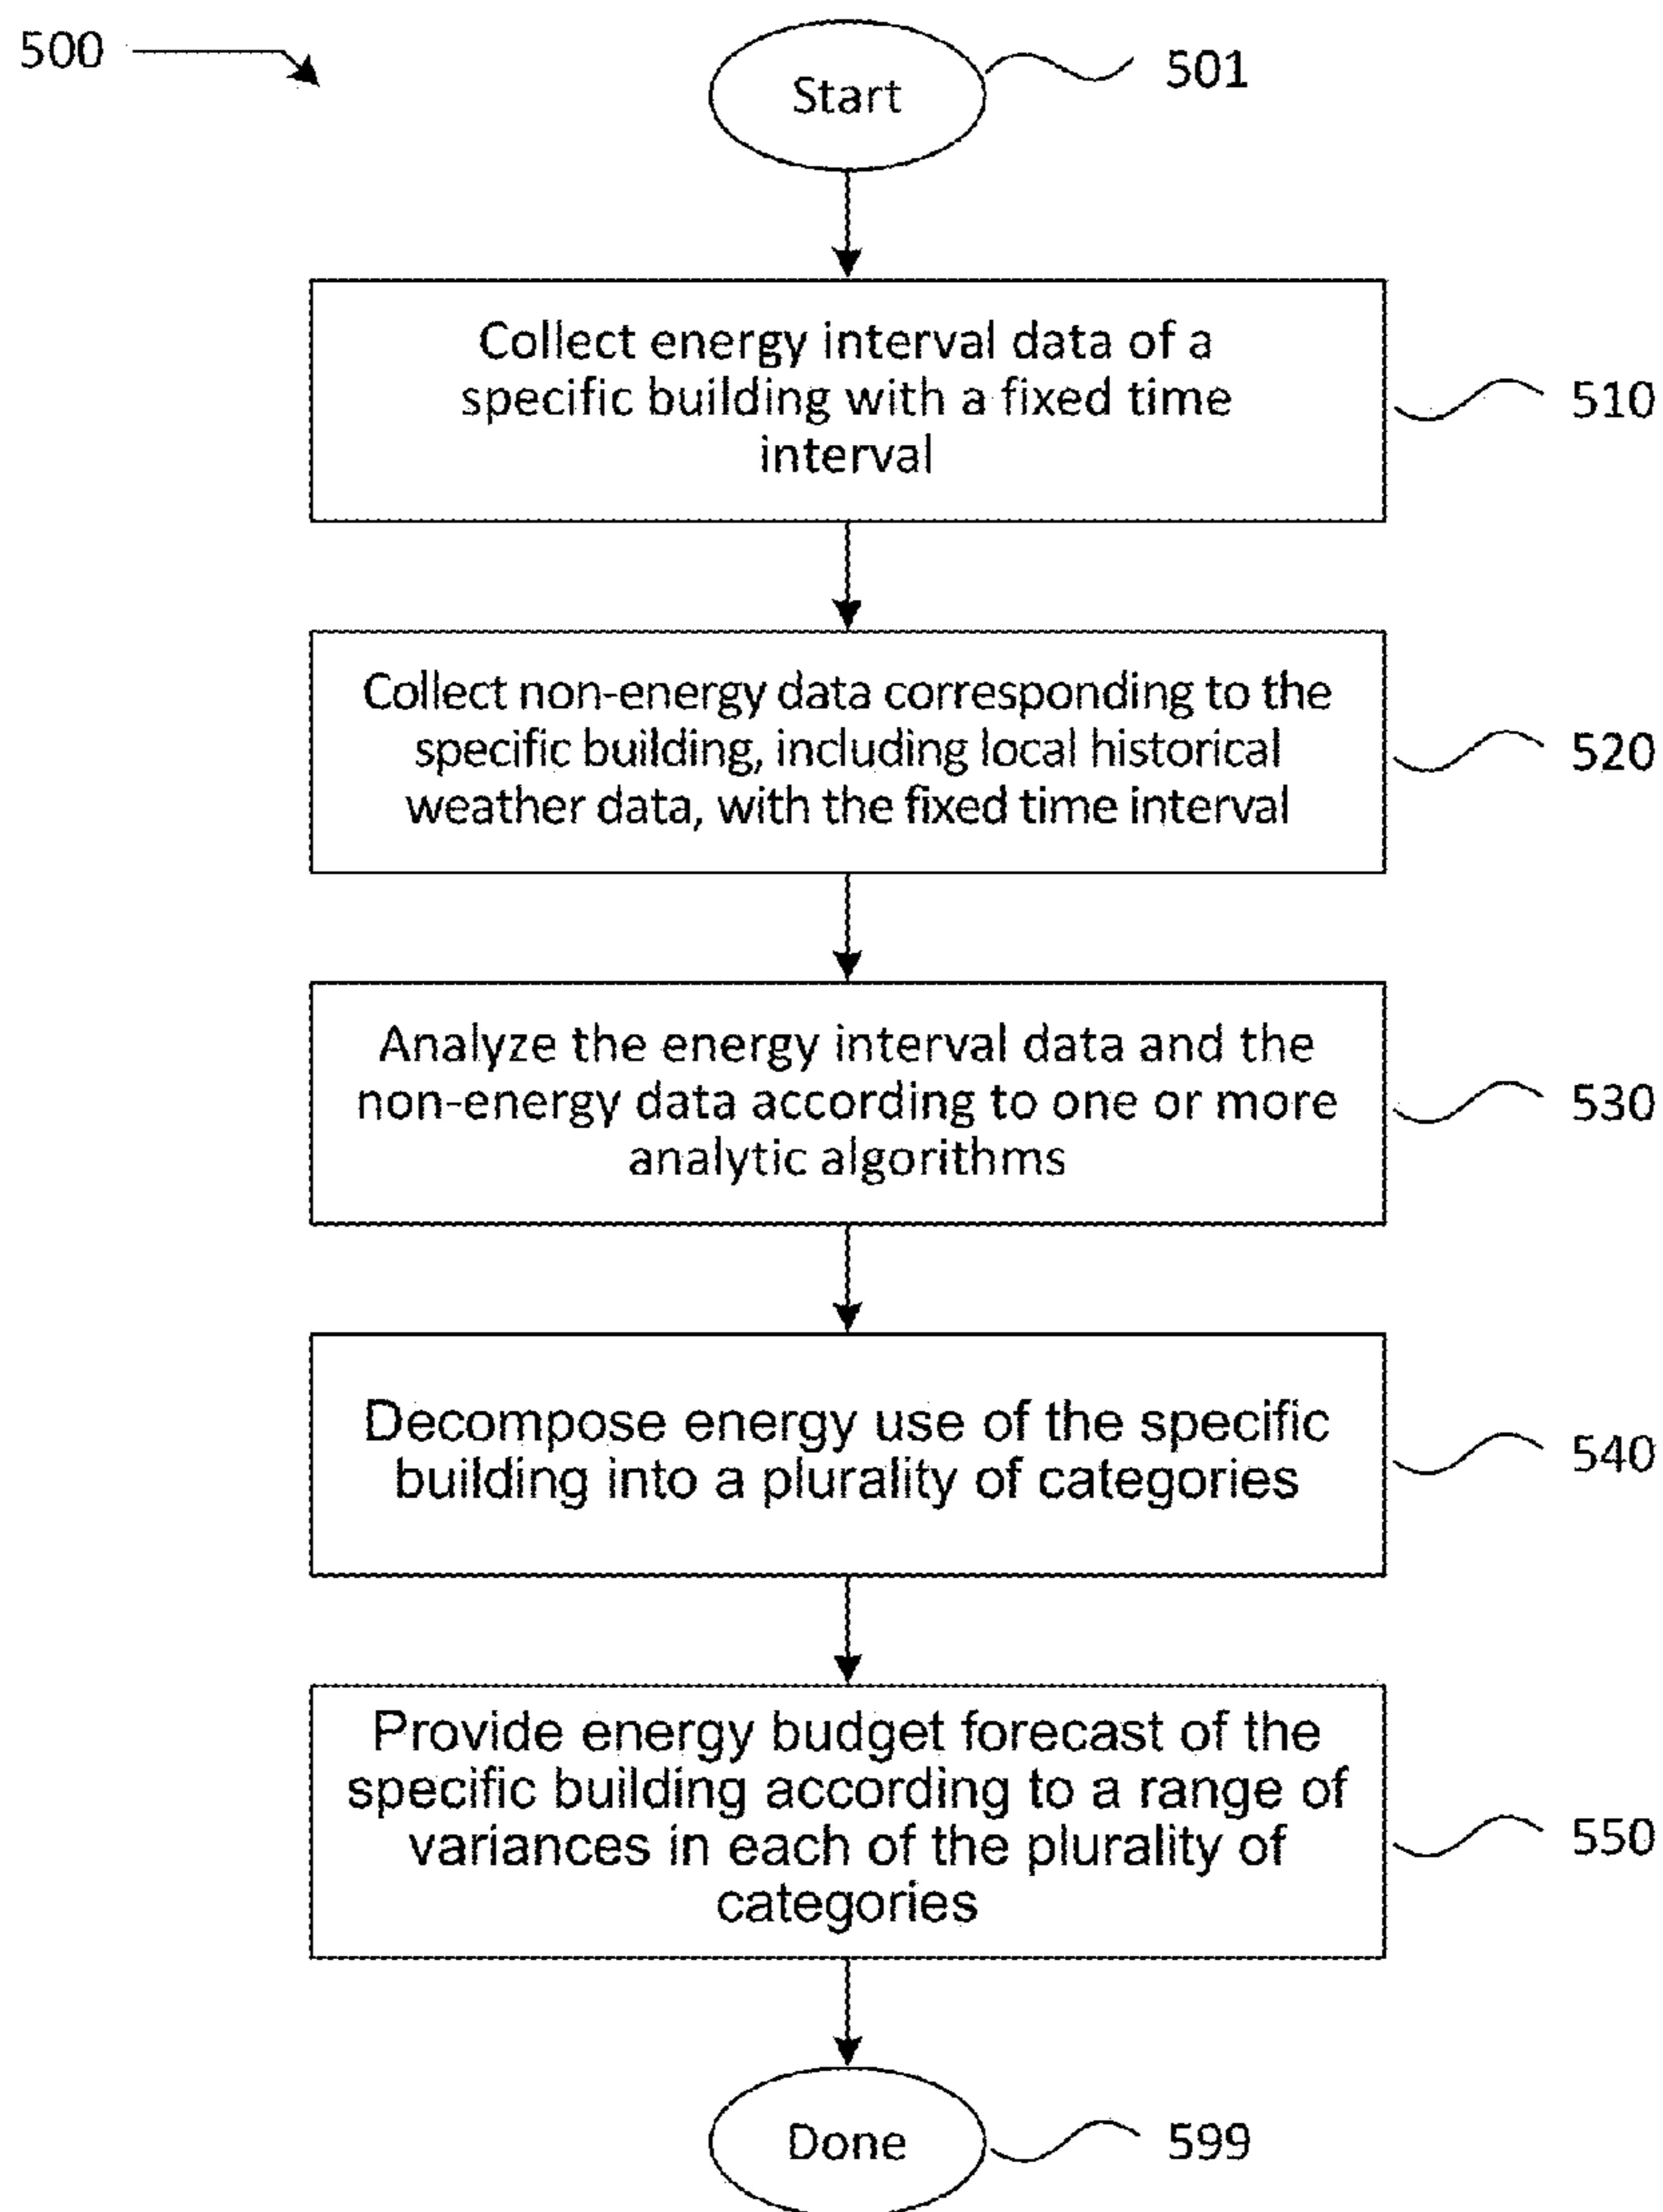 500
Start
501
Collect energy interval data of a
specific building with a fixed time
interval
510
Collect non-energy data corresponding to the
specific building, including local historical
weather data, with the fixed time interval
520
Analyze the energy interval data and the
non-energy data according to one or more
analytic algorithms
530
Decompose energy use of the specific
building into a plurality of categories
540
Provide energy budget forecast of the
specific building according to a range of
variances in each of the plurality of
categories
550
Done
599